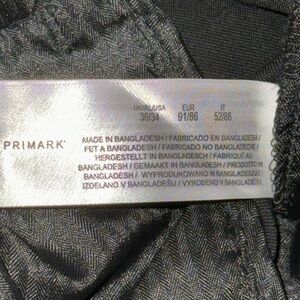 UK/IRL/USA EUR IT
36/34 91/86 52/86
PRIMARK
MADE IN BANGLADESH / FABRICADO EN BANGLADESH /
FET A BANGLADESH / FABRICADO NO BANGLADESH /
HERGESTELLT IN BANGLADESH / FABRIQUÉ AU
BANGLADESH / GEMAAKT IN BANGLADESH / PRODOTTO IN
BANGLADESH / WYPRODUKOWANO W BANGLADESZU /
IZDELANO V BANGLADEŠU / VYROBENO V BANGLADÉŠI /